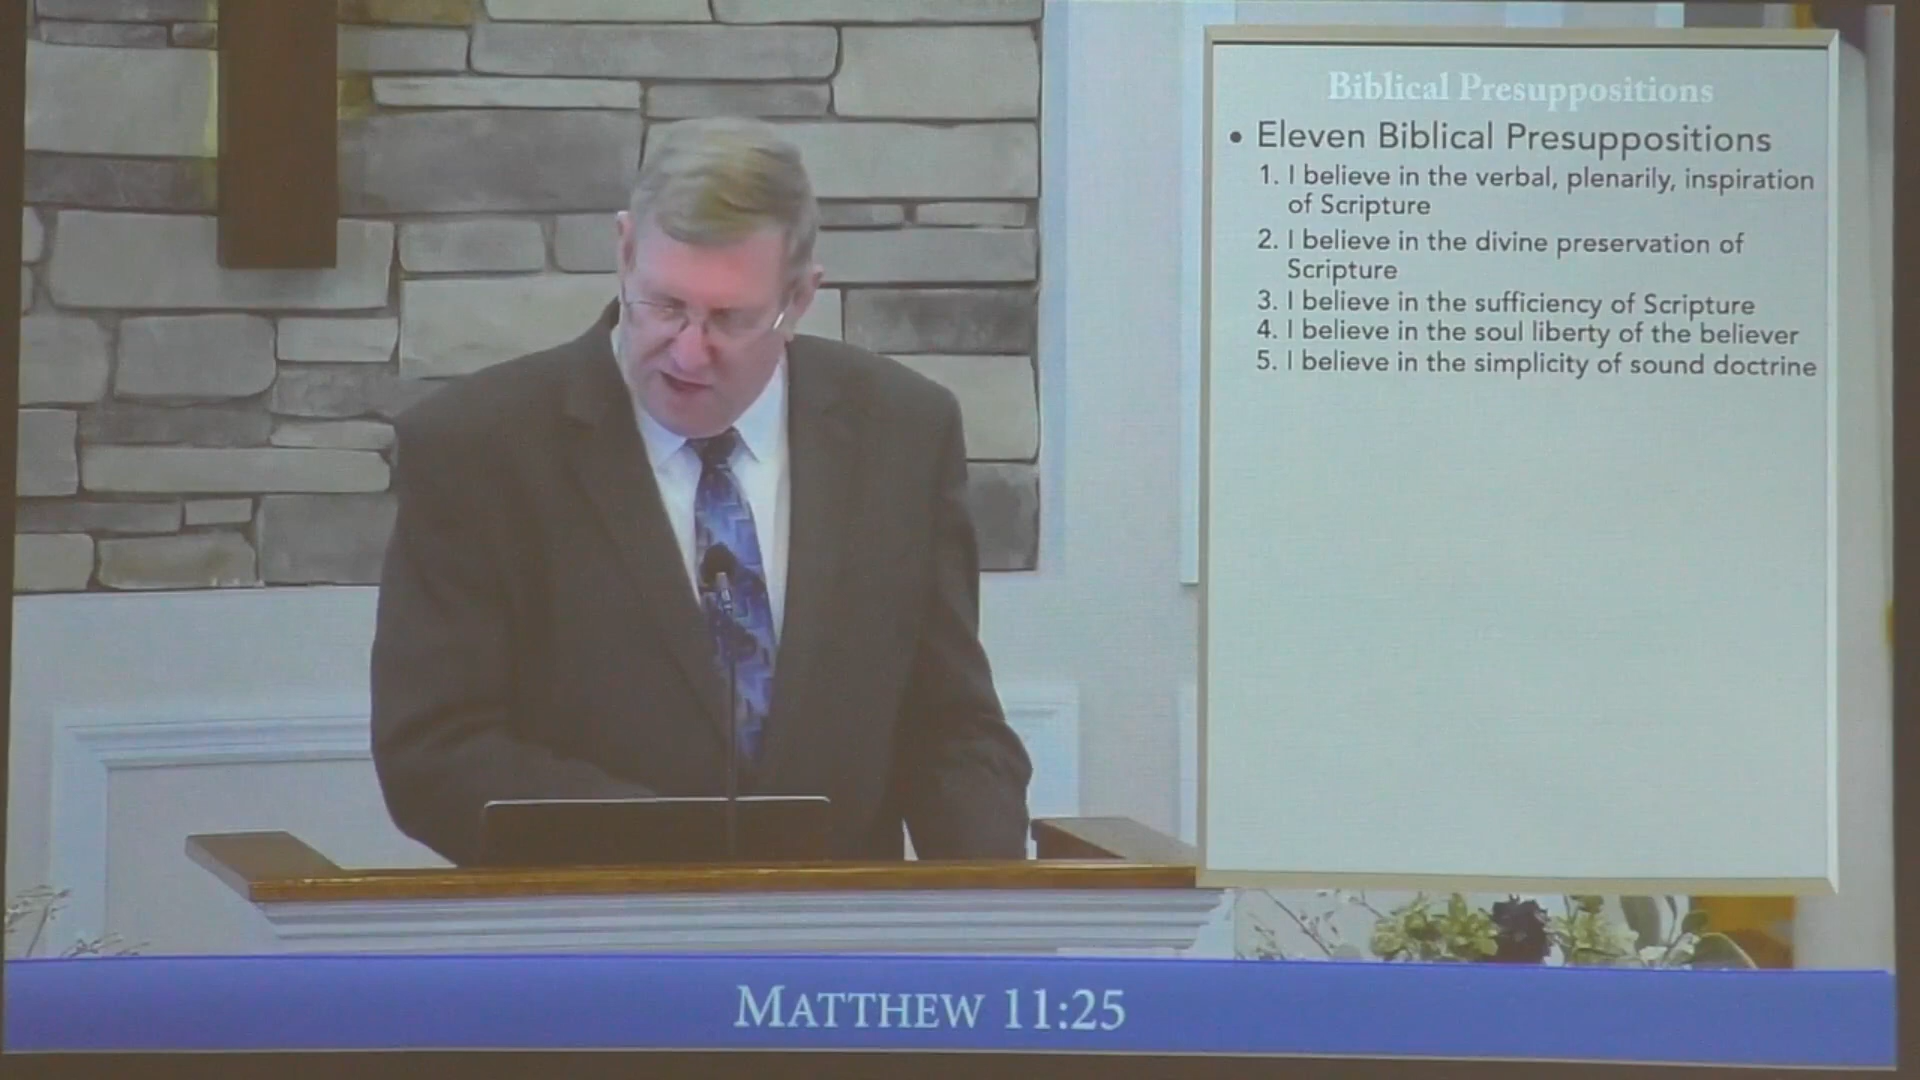 Biblical Presuppositions
• Eleven Biblical Presuppositions
1. I believe in the verbal, plenarily, inspiration
of Scripture
2. I believe in the divine preservation of
Scripture
3. I believe in the sufficiency of Scripture
4. I believe in the soul liberty of the believer
5. I believe in the simplicity of sound doctrine
MATTHEW 11:25